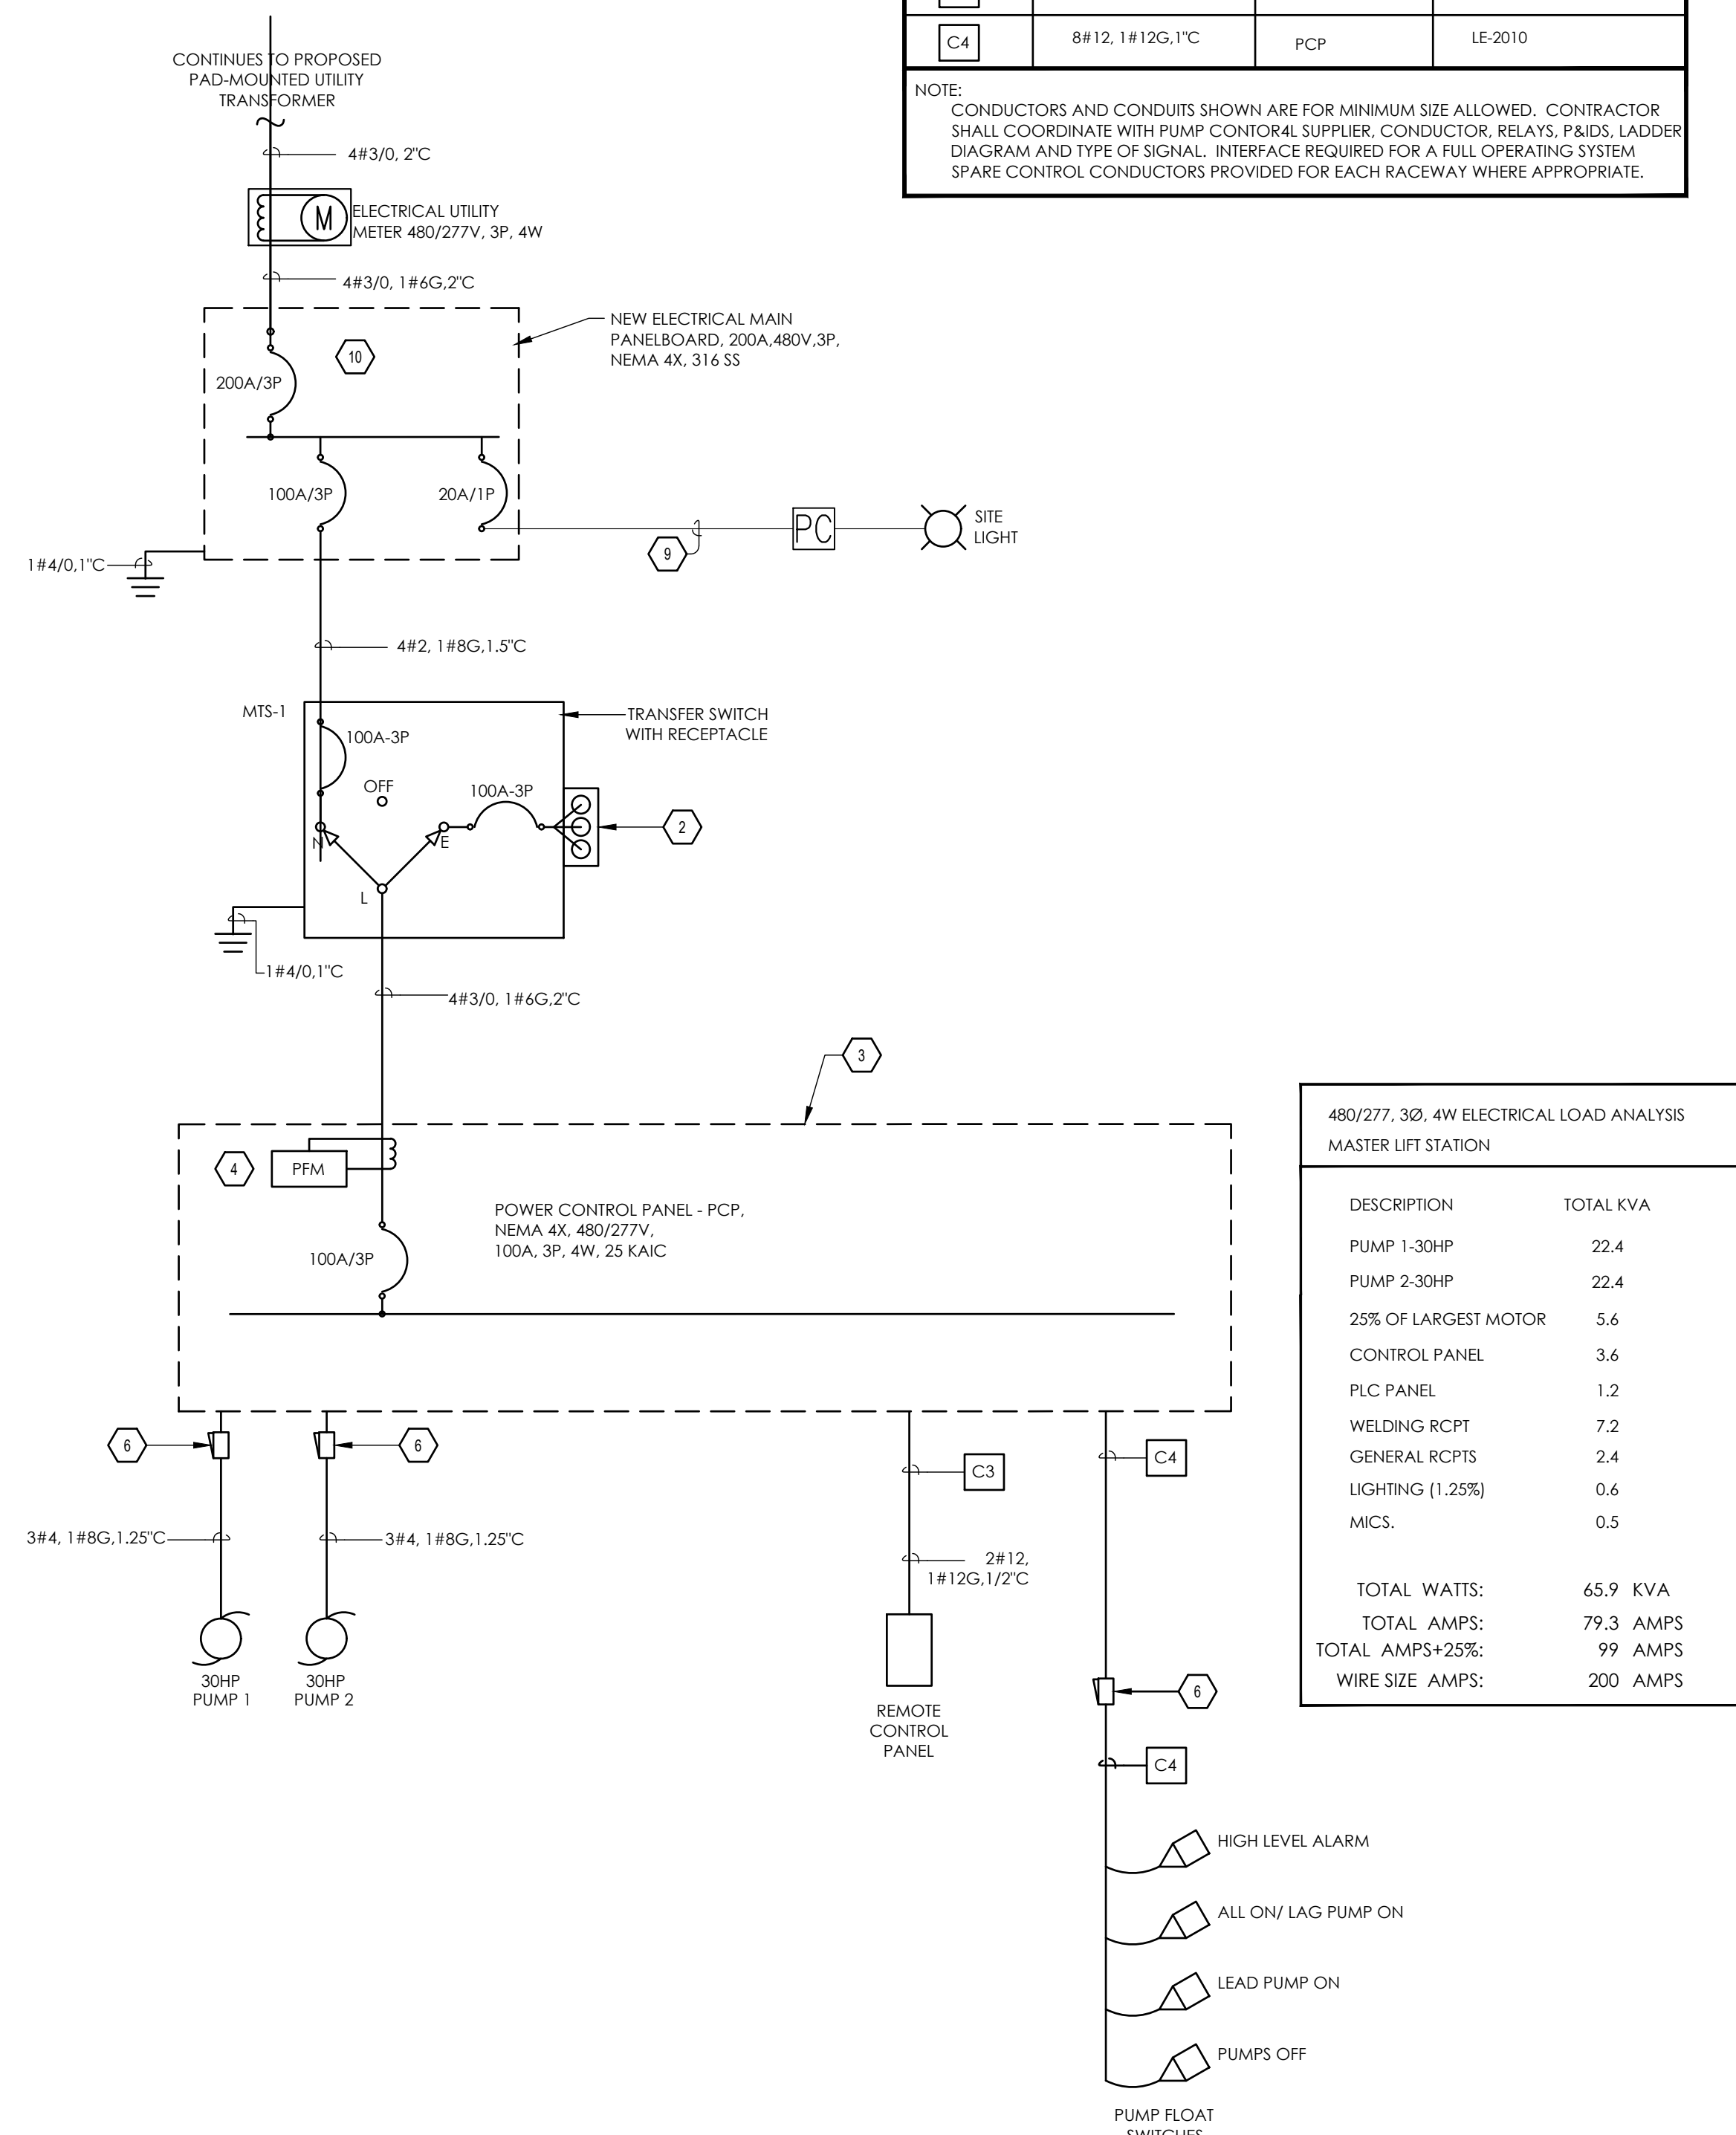 C4 8#12, 1#12G,1"C PCP LE-2010
NOTE:
CONDUCTORS AND CONDUITS SHOWN ARE FOR MINIMUM SIZE ALLOWED. CONTRACTOR
SHALL COORDINATE WITH PUMP CONTOR4L SUPPLIER, CONDUCTOR, RELAYS, P&IDS, LADDER
DIAGRAM AND TYPE OF SIGNAL. INTERFACE REQUIRED FOR A FULL OPERATING SYSTEM
SPARE CONTROL CONDUCTORS PROVIDED FOR EACH RACEWAY WHERE APPROPRIATE.
CONTINUES TO PROPOSED
PAD-MOUNTED UTILITY
TRANSFORMER
4#3/0, 2"C
M
ELECTRICAL UTILITY
METER 480/277V, 3P, 4W
4#3/0, 1#6G,2"C
NEW ELECTRICAL MAIN
PANELBOARD, 200A,480V,3P,
NEMA 4X, 316 SS
10
200A/3P
100A/3P
20A/1P
9
PC
SITE
LIGHT
1#4/0,1"C
4#2, 1#8G,1.5"C
MTS-1
TRANSFER SWITCH
WITH RECEPTACLE
100A-3P
OFF
100A-3P
2
N
E
L
1#4/0,1"C
4#3/0, 1#6G,2"C
3
4
PFM
POWER CONTROL PANEL - PCP,
NEMA 4X, 480/277V,
100A, 3P, 4W, 25 KAIC
100A/3P
6
6
C3
C4
3#4, 1#8G,1.25"C
3#4, 1#8G,1.25"C
2#12,
1#12G,1/2"C
30HP
PUMP 1
30HP
PUMP 2
REMOTE
CONTROL
PANEL
6
C4
HIGH LEVEL ALARM
ALL ON/ LAG PUMP ON
LEAD PUMP ON
PUMPS OFF
PUMP FLOAT
SWITCHES
480/277, 3Ø, 4W ELECTRICAL LOAD ANALYSIS
MASTER LIFT STATION
DESCRIPTION TOTAL KVA
PUMP 1-30HP 22.4
PUMP 2-30HP 22.4
25% OF LARGEST MOTOR 5.6
CONTROL PANEL 3.6
PLC PANEL 1.2
WELDING RCPT 7.2
GENERAL RCPTS 2.4
LIGHTING (1.25%) 0.6
MICS. 0.5
TOTAL WATTS: 65.9 KVA
TOTAL AMPS: 79.3 AMPS
TOTAL AMPS+25%: 99 AMPS
WIRE SIZE AMPS: 200 AMPS